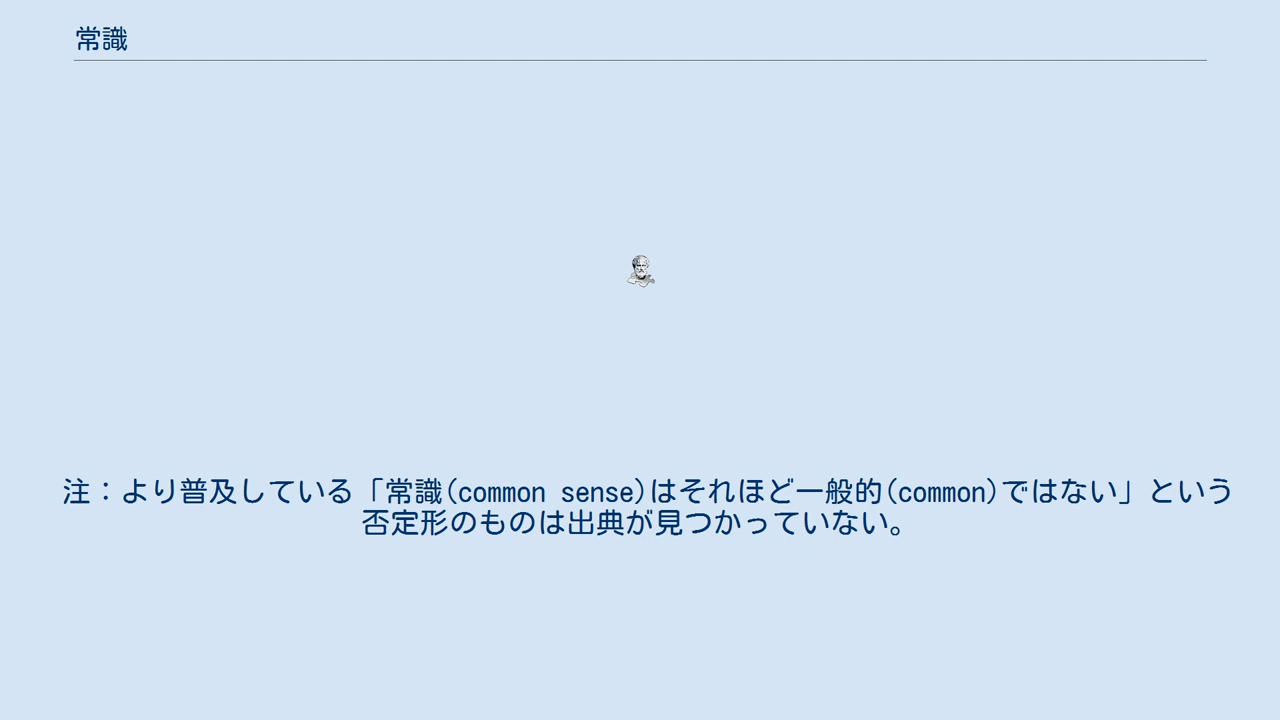 常識
注：より普及している「常識(common sense)はそれほど一般的(common)ではない」という
否定形のものは出典が見つかっていない。